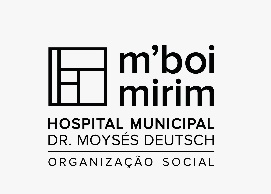 m'boi
mirim
HOSPITAL MUNICIPAL
DR. MOYSÉS DEUTSCH
ORGANIZAÇÃO SOCIAL